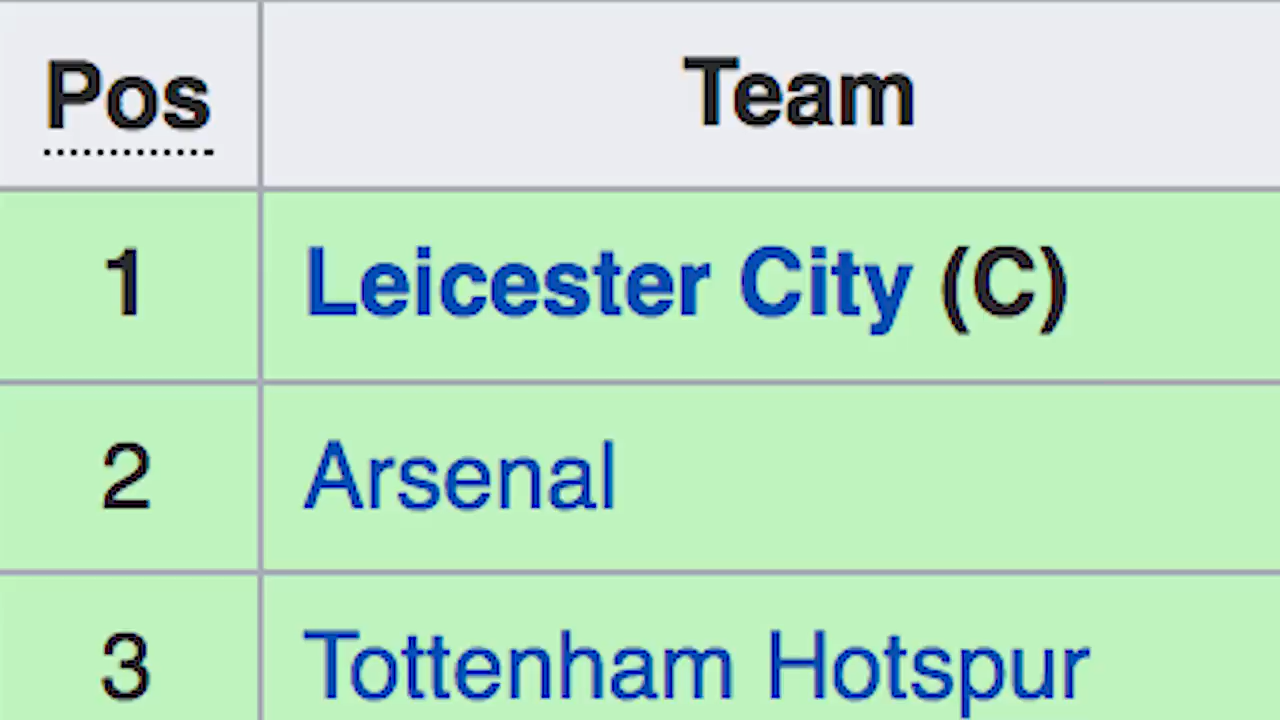 Pos Team
1 Leicester City (C)
2 Arsenal
3 Tottenham Hotspur